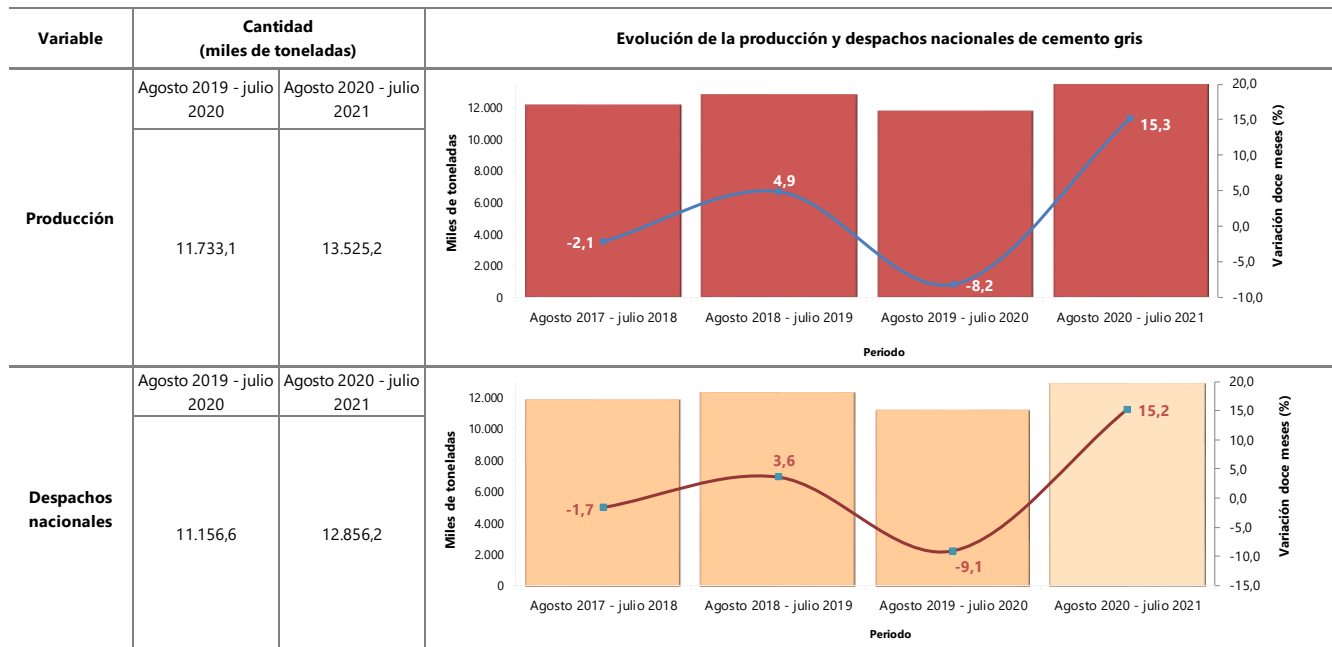 Variable
Cantidad
(miles de toneladas)
Evolución de la producción y despachos nacionales de cemento gris
Producción
Agosto 2019 - julio
2020
Agosto 2020 - julio
2021
11.733,1
13.525,2
Miles de toneladas
12.000
10.000
8.000
6.000
4.000
2.000
0
-2,1
4,9
-8,2
15,3
20,0
15,0
10,0
5,0
0,0
-5,0
-10,0
Variación doce meses (%)
Agosto 2017 - julio 2018
Agosto 2018 - julio 2019
Agosto 2019 - julio 2020
Agosto 2020 - julio 2021
Periodo
Despachos
nacionales
Agosto 2019 - julio
2020
Agosto 2020 - julio
2021
11.156,6
12.856,2
Miles de toneladas
12.000
10.000
8.000
6.000
4.000
2.000
0
-1,7
3,6
-9,1
15,2
20,0
15,0
10,0
5,0
0,0
-5,0
-10,0
-15,0
Variación doce meses (%)
Agosto 2017 - julio 2018
Agosto 2018 - julio 2019
Agosto 2019 - julio 2020
Agosto 2020 - julio 2021
Periodo